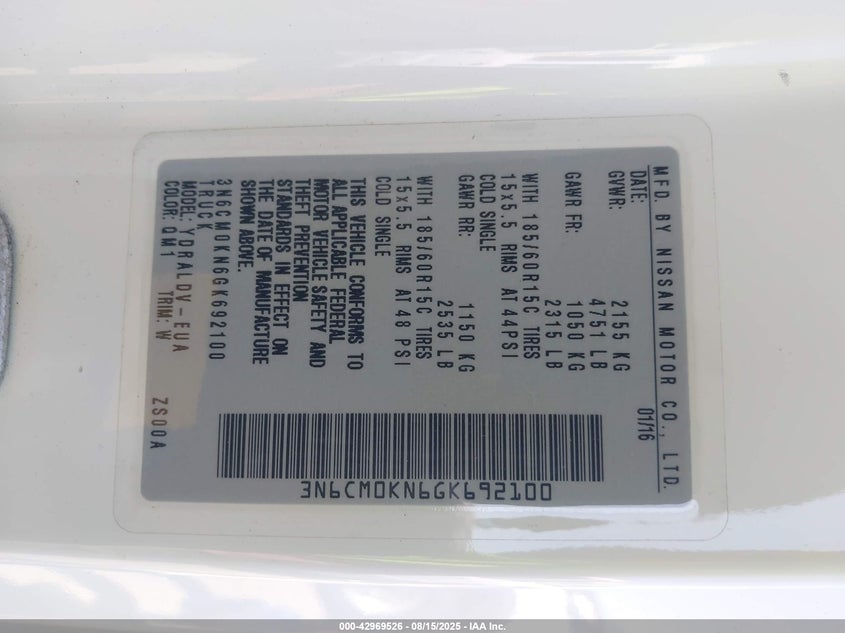 MFD. BY NISSAN MOTOR CO., LTD.
DATE: 01/16
GVWR: 2155 KG
4751 LB
GAWR FR: 1050 KG
2315 LB
WITH 185/60R15C TIRES
15x5.5 RIMS AT 44PSI
COLD SINGLE
GAWR RR: 1150 KG
2535 LB
WITH 185/60R15C TIRES
15x5.5 RIMS AT 48 PSI
COLD SINGLE
THIS VEHICLE CONFORMS TO
ALL APPLICABLE FEDERAL
MOTOR VEHICLE SAFETY AND
THEFT PREVENTION
STANDARDS IN EFFECT ON
THE DATE OF MANUFACTURE
SHOWN ABOVE.
3N6CM0KN6GK692100
TRUCK
MODEL: YDRALDV-EUA
COLOR: QM1 TRIM: W ZS00A
3N6CM0KN6GK692100
000-42969526 - 08/15/2025 - IAA Inc.